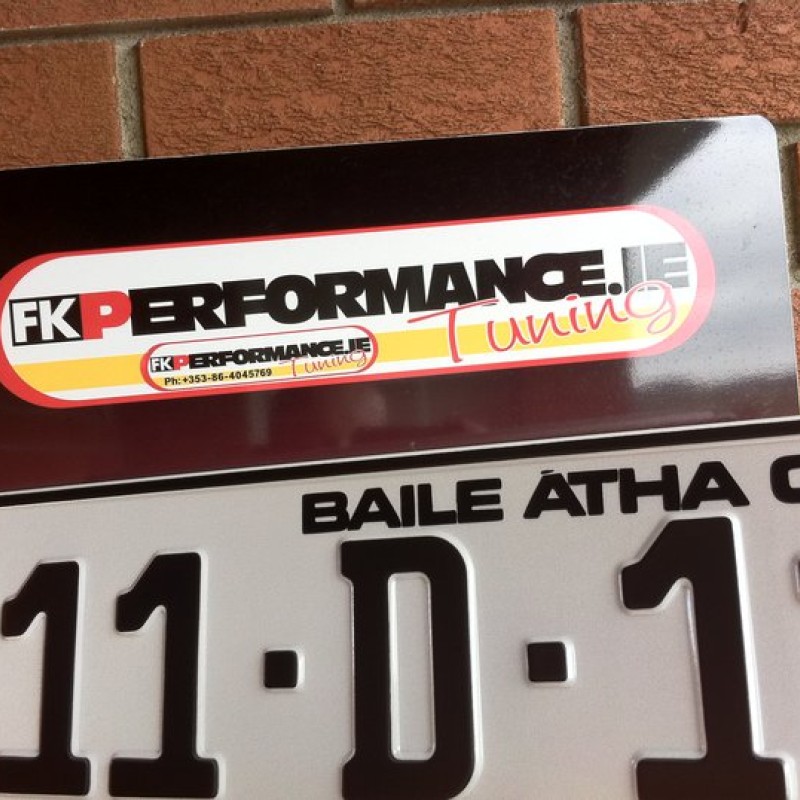 FKPERFORMANCE.IE
Tuning
FKPERFORMANCE.IE
Tuning
Ph:+353-86-4045769
BAILE ÁTHA
11·D·1